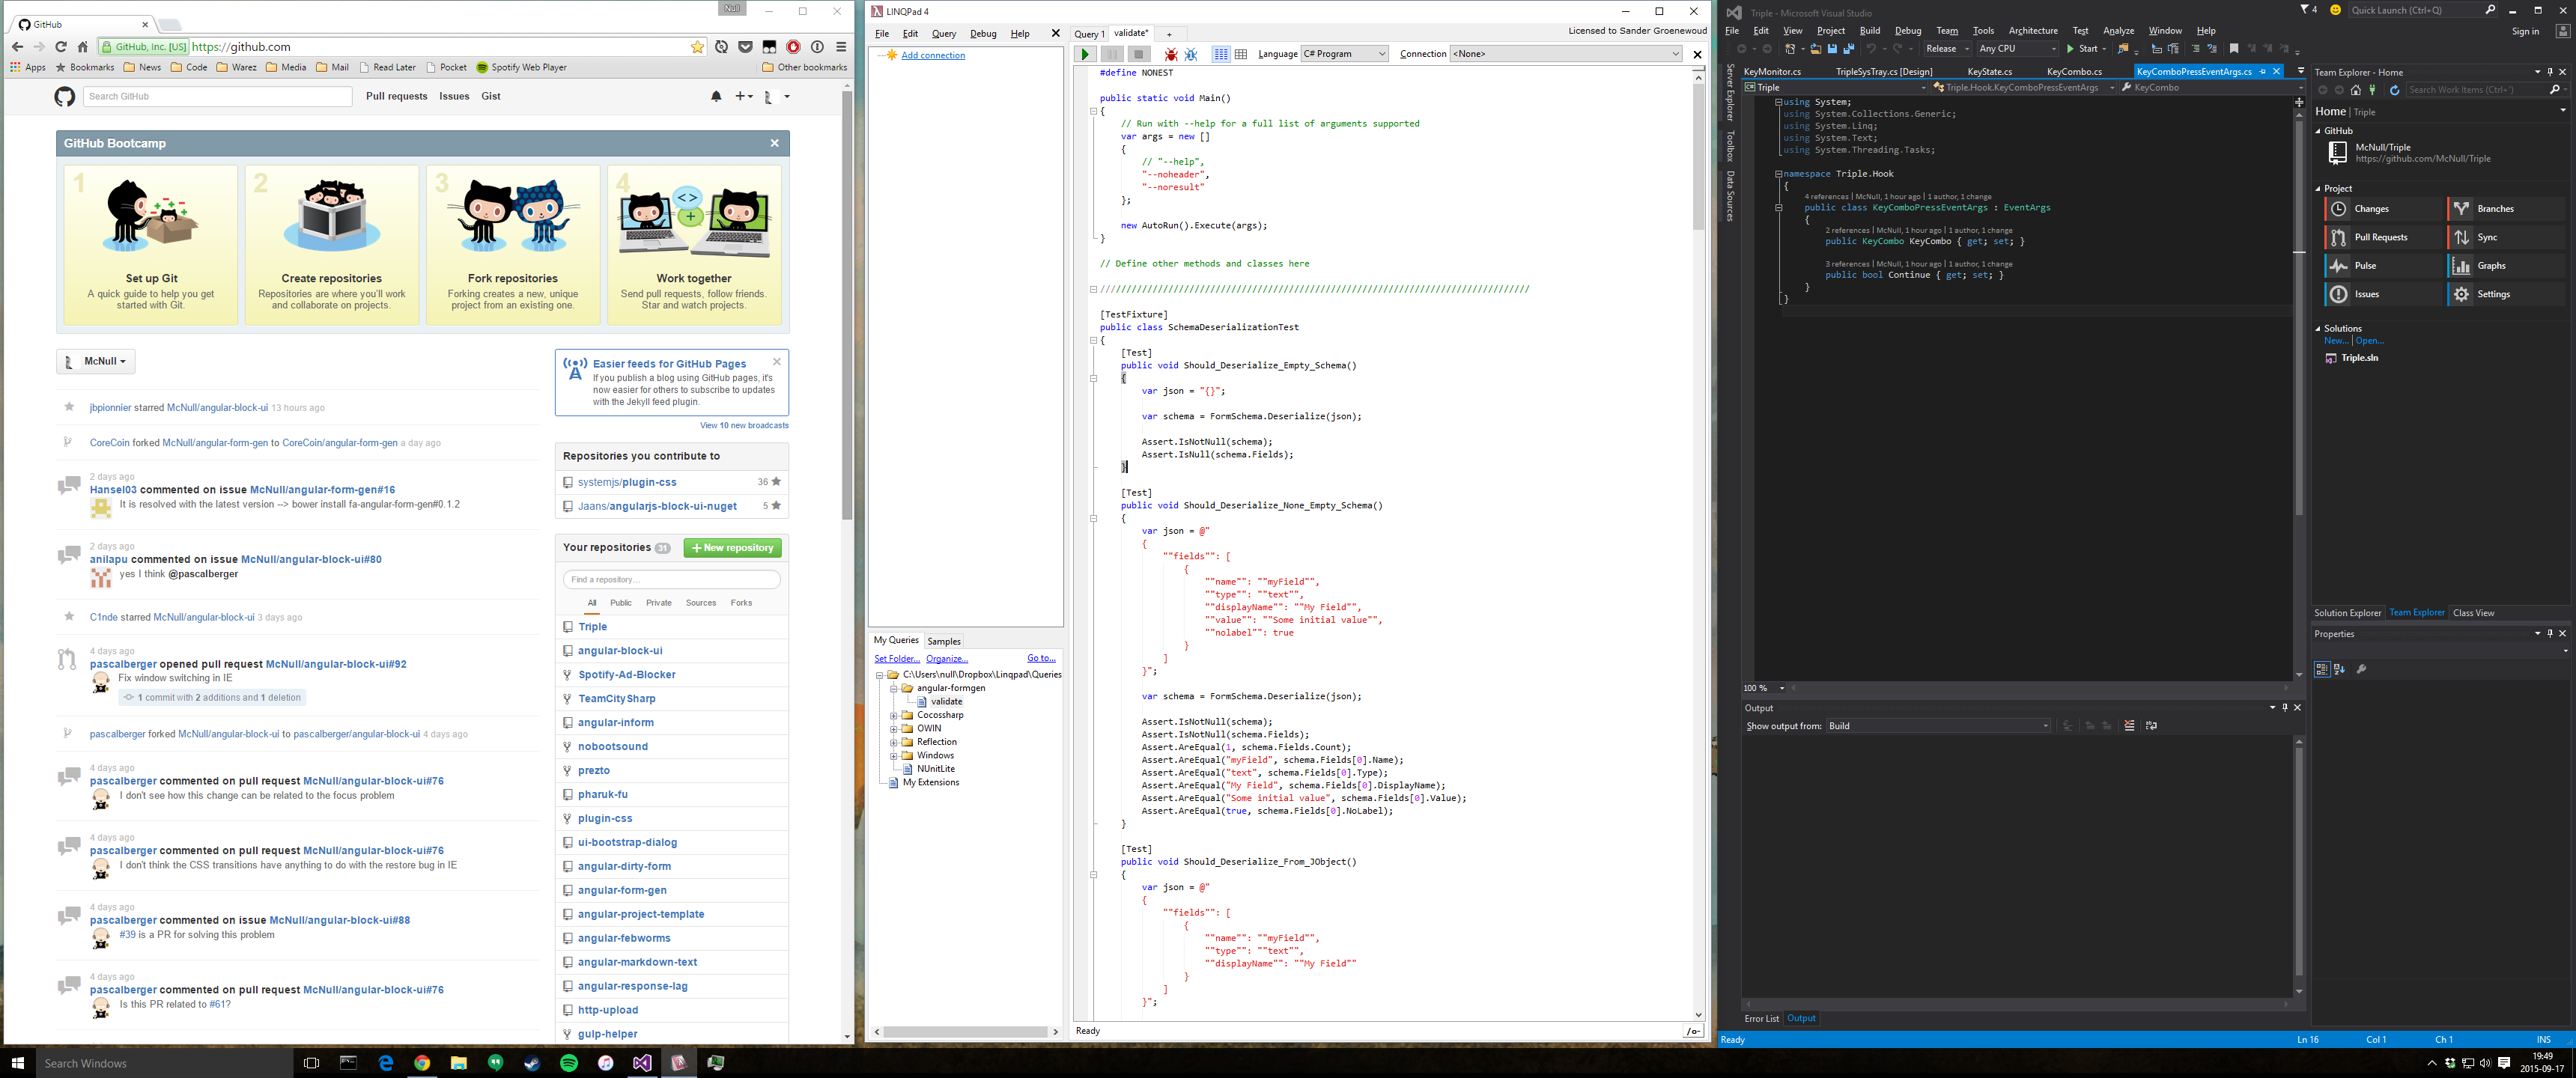 Null
GitHub
GitHub, Inc. [US] https://github.com
Apps Bookmarks News Code Warez Media Mail Read Later Pocket Spotify Web Player Other bookmarks
Search GitHub Pull requests Issues Gist
GitHub Bootcamp
1 2 3 4
Set up Git
A quick guide to help you get
started with Git.
Create repositories
Repositories are where you'll work
and collaborate on projects.
Fork repositories
Forking creates a new, unique
project from an existing one.
Work together
Send pull requests, follow friends.
Star and watch projects.
McNull
jbpionnier starred McNull/angular-block-ui 13 hours ago
CoreCoin forked McNull/angular-form-gen to CoreCoin/angular-form-gen a day ago
2 days ago
Hansel03 commented on issue McNull/angular-form-gen#16
It is resolved with the latest version --> bower install fa-angular-form-gen#0.1.2
2 days ago
anilapu commented on issue McNull/angular-block-ui#80
yes I think @pascalberger
C1nde starred McNull/angular-block-ui 3 days ago
4 days ago
pascalberger opened pull request McNull/angular-block-ui#92
Fix window switching in IE
1 commit with 2 additions and 1 deletion
pascalberger forked McNull/angular-block-ui to pascalberger/angular-block-ui 4 days ago
4 days ago
pascalberger commented on pull request McNull/angular-block-ui#76
I don't see how this change can be related to the focus problem
4 days ago
pascalberger commented on pull request McNull/angular-block-ui#76
I don't think the CSS transitions have anything to do with the restore bug in IE
4 days ago
pascalberger commented on issue McNull/angular-block-ui#88
#39 is a PR for solving this problem
4 days ago
pascalberger commented on pull request McNull/angular-block-ui#76
Is this PR related to #61?
Easier feeds for GitHub Pages
If you publish a blog using GitHub pages, it's
now easier for others to subscribe to updates
with the Jekyll feed plugin.
View 10 new broadcasts
Repositories you contribute to
systemjs/plugin-css 36
Jaans/angularjs-block-ui-nuget 5
Your repositories 31 New repository
Find a repository...
All Public Private Sources Forks
Triple
angular-block-ui
Spotify-Ad-Blocker
TeamCitySharp
angular-inform
nobootsound
prezto
pharuk-fu
plugin-css
ui-bootstrap-dialog
angular-dirty-form
angular-form-gen
angular-project-template
angular-febworms
angular-markdown-text
angular-response-lag
http-upload
gulp-helper
LINQPad 4
File Edit Query Debug Help
Add connection
My Queries Samples
Set Folder... Organize... Go to...
C:\Users\null\Dropbox\Linqpad\Queries
angular-formgen
validate
Cocossharp
OWIN
Reflection
Windows
NUnitLite
My Extensions
Query 1 validate* + Licensed to Sander Groenewoud
Language C# Program Connection <None>
#define NONEST
public static void Main()
{
// Run with --help for a full list of arguments supported
var args = new []
{
// "--help",
"--noheader",
"--noresult"
};
new AutoRun().Execute(args);
}
// Define other methods and classes here
//////////////////////////////////////////////////////////////////////////////////
[TestFixture]
public class SchemaDeserializationTest
{
[Test]
public void Should_Deserialize_Empty_Schema()
{
var json = "{}";
var schema = FormSchema.Deserialize(json);
Assert.IsNotNull(schema);
Assert.IsNull(schema.Fields);
}
[Test]
public void Should_Deserialize_None_Empty_Schema()
{
var json = @"
{
""fields"": [
{
""name"": ""myField"",
""type"": ""text"",
""displayName"": ""My Field"",
""value"": ""Some initial value"",
""nolabel"": true
}
]
}";
var schema = FormSchema.Deserialize(json);
Assert.IsNotNull(schema);
Assert.IsNotNull(schema.Fields);
Assert.AreEqual(1, schema.Fields.Count);
Assert.AreEqual("myField", schema.Fields[0].Name);
Assert.AreEqual("text", schema.Fields[0].Type);
Assert.AreEqual("My Field", schema.Fields[0].DisplayName);
Assert.AreEqual("Some initial value", schema.Fields[0].Value);
Assert.AreEqual(true, schema.Fields[0].NoLabel);
}
[Test]
public void Should_Deserialize_From_JObject()
{
var json = @"
{
""fields"": [
{
""name"": ""myField"",
""type"": ""text"",
""displayName"": ""My Field""
}
]
}";
Ready /o-
Triple - Microsoft Visual Studio 4 Quick Launch (Ctrl+Q)
File Edit View Project Build Debug Team Tools Architecture Test Analyze Window Help Sign in
Release Any CPU Start
Server Explorer Toolbox Data Sources
KeyMonitor.cs TripleSysTray.cs [Design] KeyState.cs KeyCombo.cs KeyComboPressEventArgs.cs
Triple Triple.Hook.KeyComboPressEventArgs KeyCombo
using System;
using System.Collections.Generic;
using System.Linq;
using System.Text;
using System.Threading.Tasks;
namespace Triple.Hook
{
4 references | McNull, 1 hour ago | 1 author, 1 change
public class KeyComboPressEventArgs : EventArgs
{
2 references | McNull, 1 hour ago | 1 author, 1 change
public KeyCombo KeyCombo { get; set; }
3 references | McNull, 1 hour ago | 1 author, 1 change
public bool Continue { get; set; }
}
}
100 %
Output
Show output from: Build
Error List Output
Team Explorer - Home
Search Work Items (Ctrl+')
Home | Triple
GitHub
McNull/Triple
https://github.com/McNull/Triple
Project
Changes Branches
Pull Requests Sync
Pulse Graphs
Issues Settings
Solutions
New... | Open...
Triple.sln
Solution Explorer Team Explorer Class View
Properties
Ready Ln 16 Col 1 Ch 1 INS
Search Windows
19:49
2015-09-17